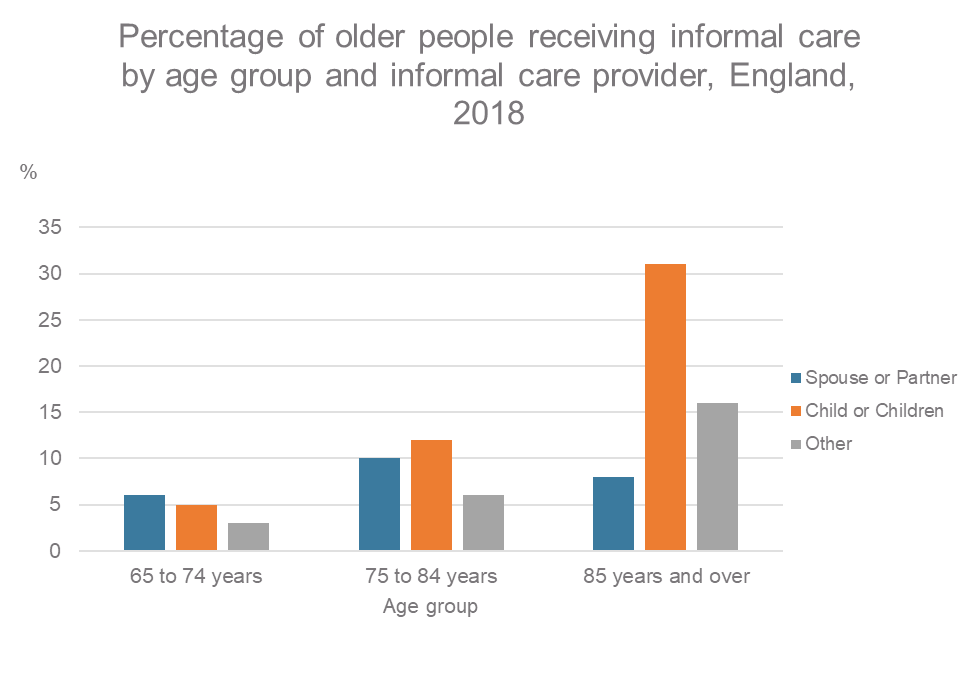 Percentage of older people receiving informal care
by age group and informal care provider, England,
2018
%
35
30
25
20
15
10
5
0
65 to 74 years
75 to 84 years
85 years and over
Age group
Spouse or Partner
Child or Children
Other